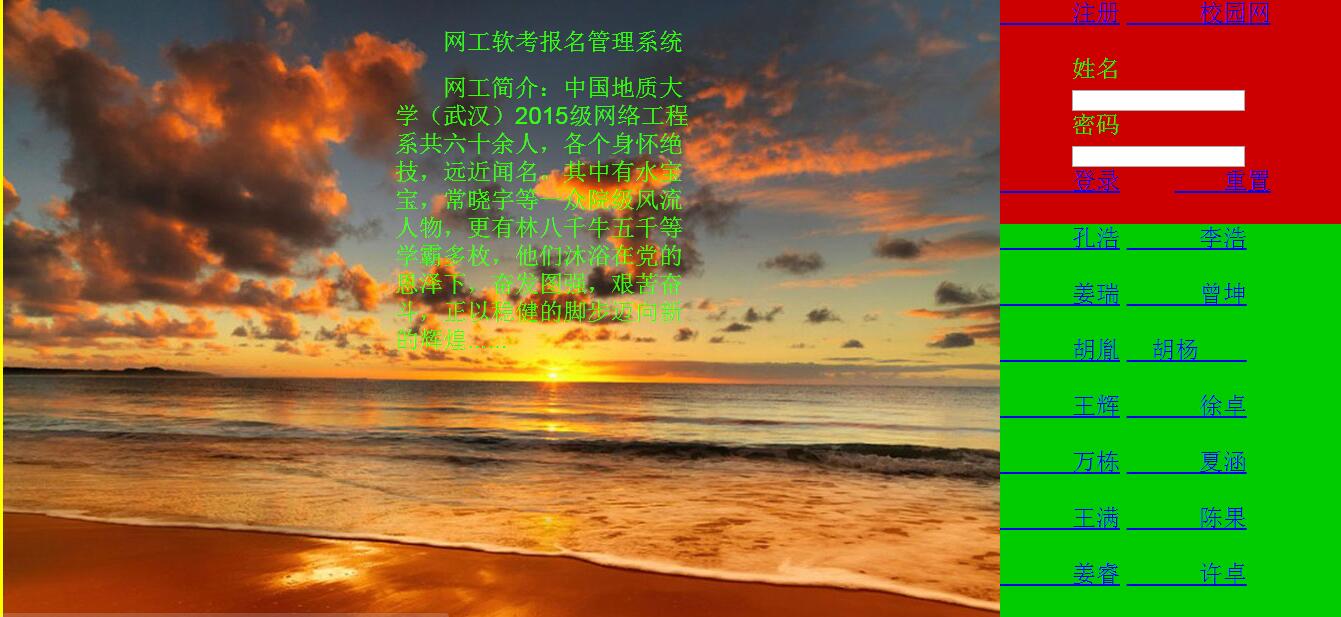 网工软考报名管理系统
网工简介：中国地质大
学（武汉）2015级网络工程
系共六十余人，各个身怀绝
技，远近闻名。其中有水宝
宝，常晓宇等一众院级风流
人物，更有林八千牛五千等
学霸多枚，他们沐浴在党的
恩泽下，奋发图强，艰苦奋
斗，正以稳健的脚步迈向新
的辉煌......
注册 校园网
姓名
密码
登录 重置
孔浩 李浩
姜瑞 曾坤
胡胤 胡杨
王辉 徐卓
万栋 夏涵
王满 陈果
姜睿 许卓